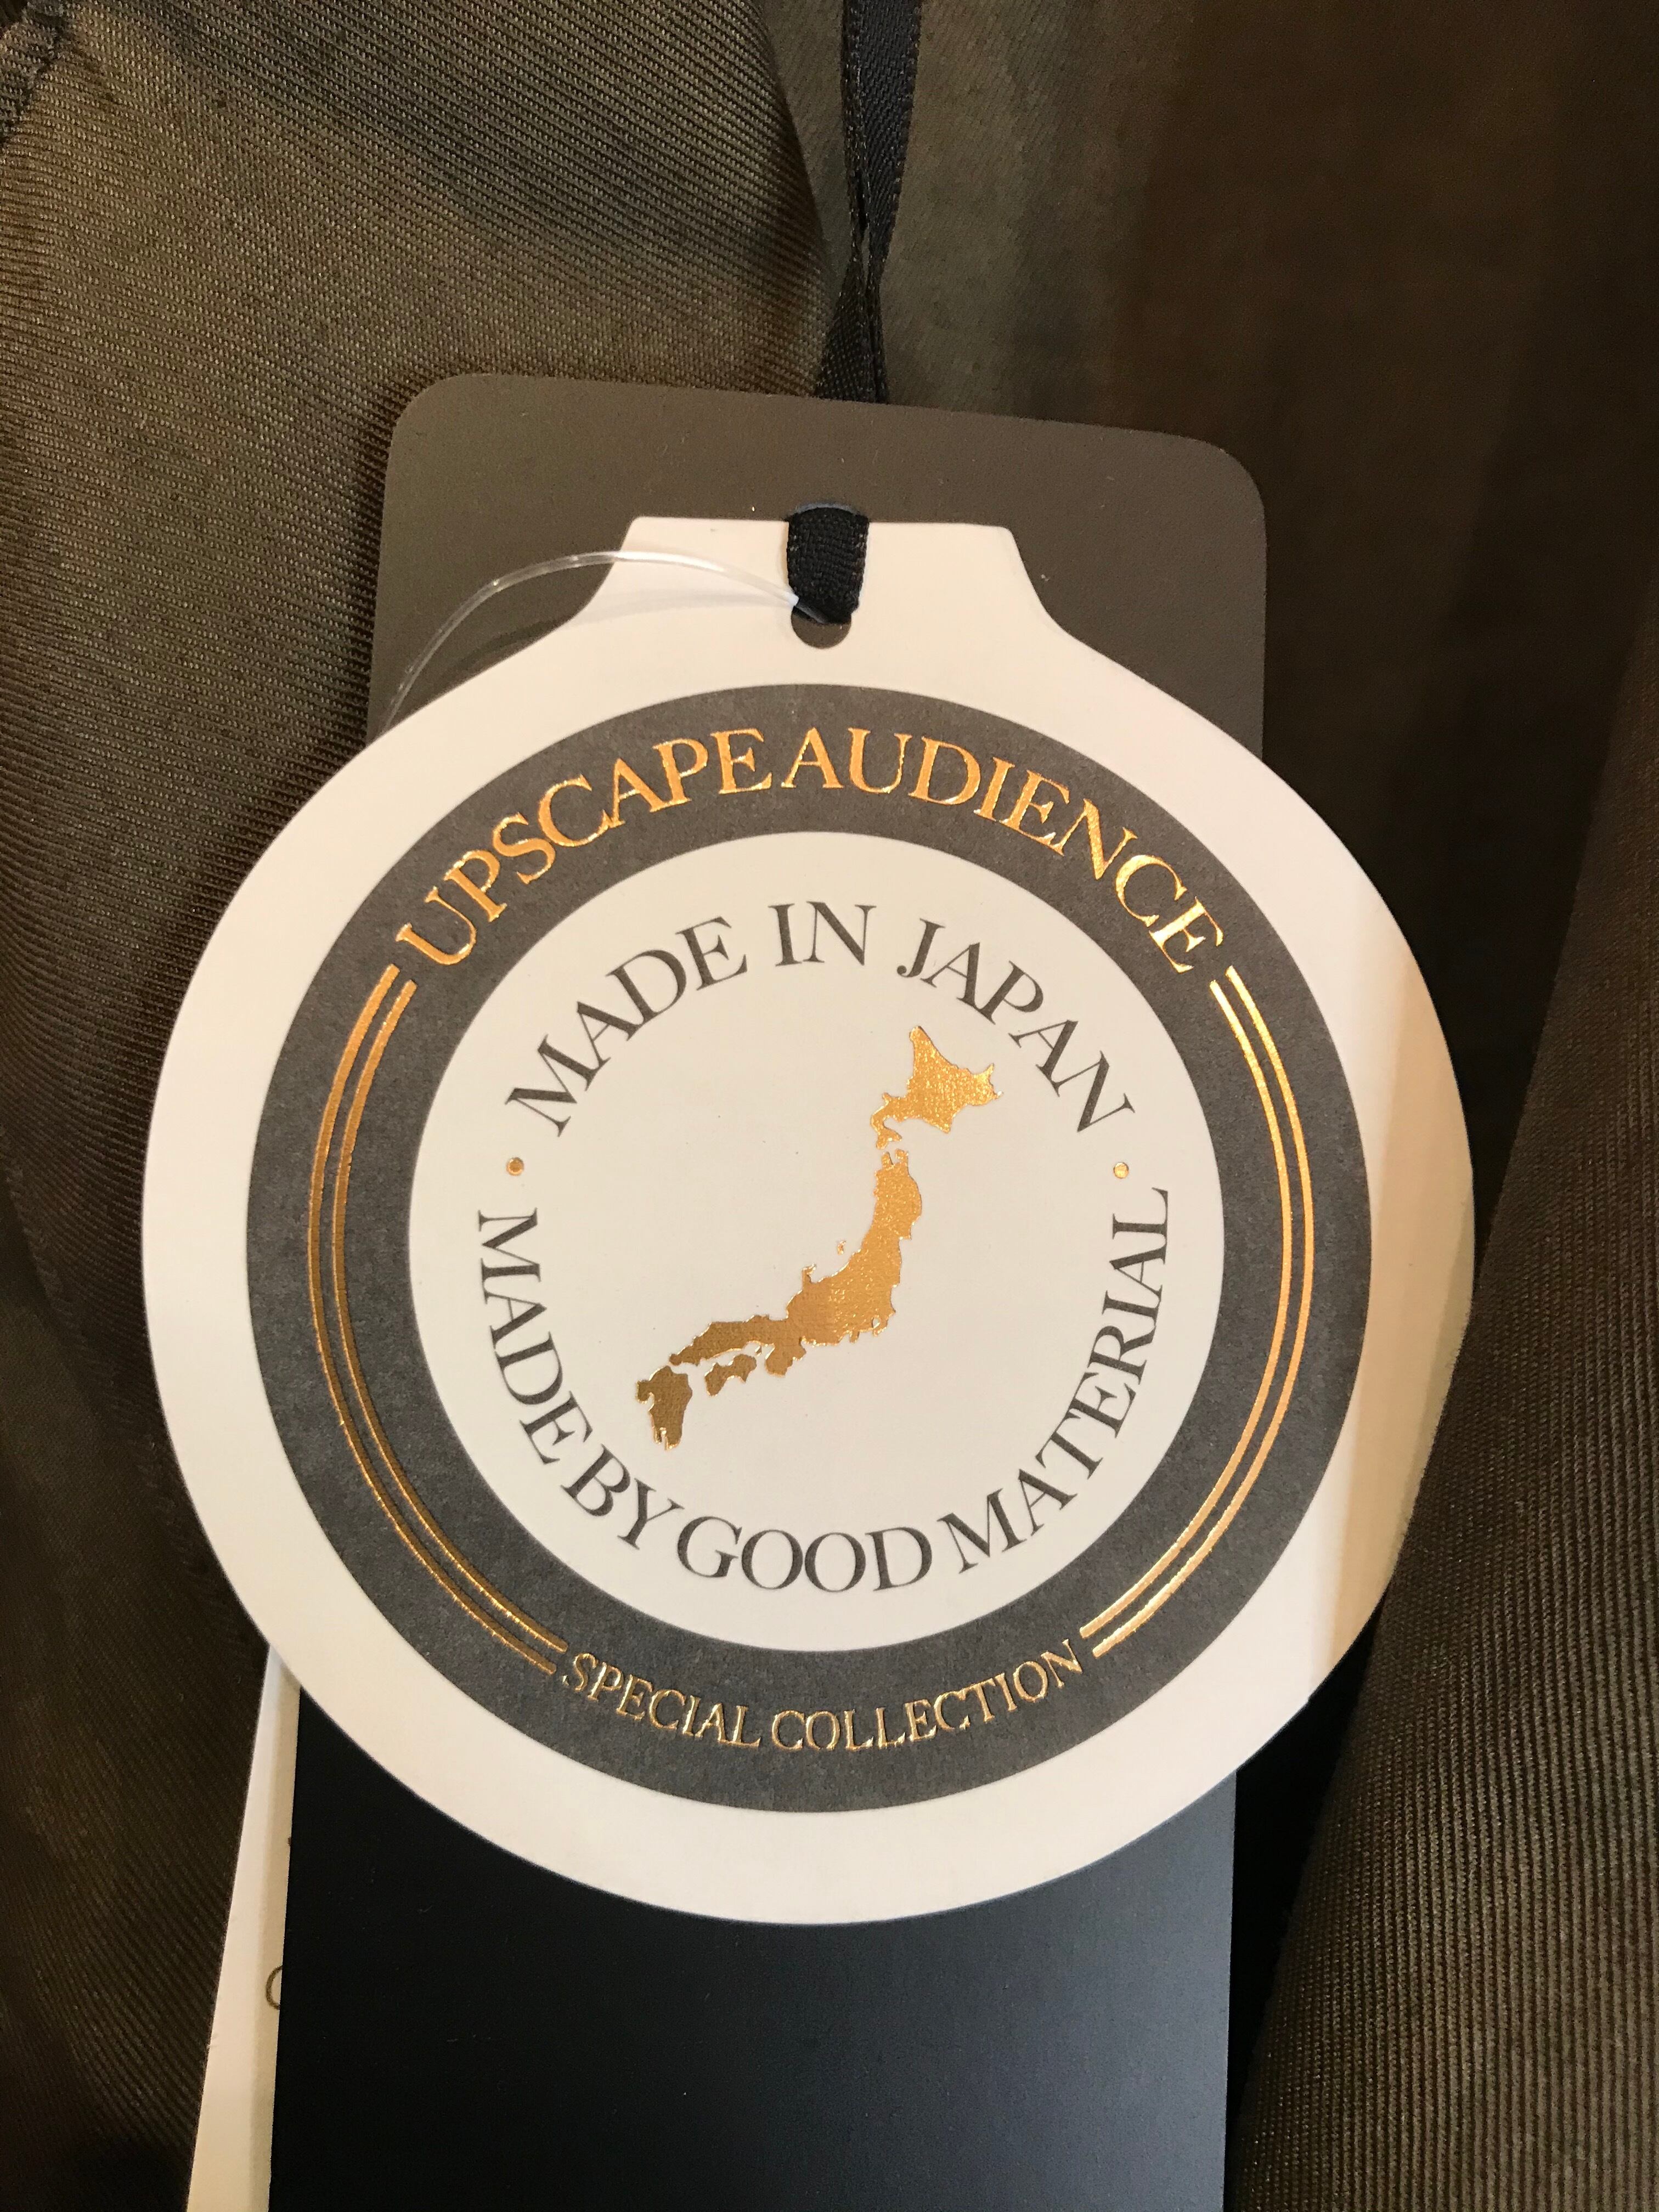 UPSCAPE AUDIENCE
MADE IN JAPAN
MADE BY GOOD MATERIAL
SPECIAL COLLECTION